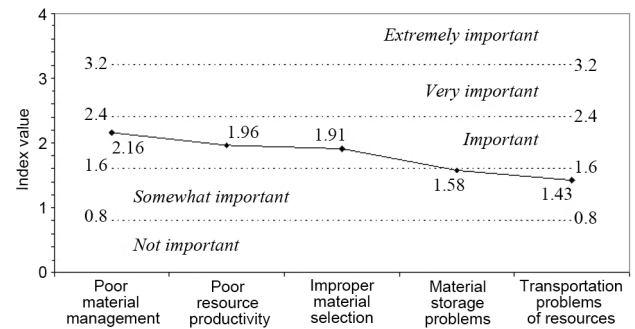 4
Extremely important
3.2
3.2
3
Very important
2.4
2.4
Index value
2
2.16
1.96
1.91
Important
1.6
1.6
1.58
1.43
Somewhat important
1
0.8
0.8
Not important
0
Poor
material
management
Poor
resource
productivity
Improper
material
selection
Material
storage
problems
Transportation
problems
of resources